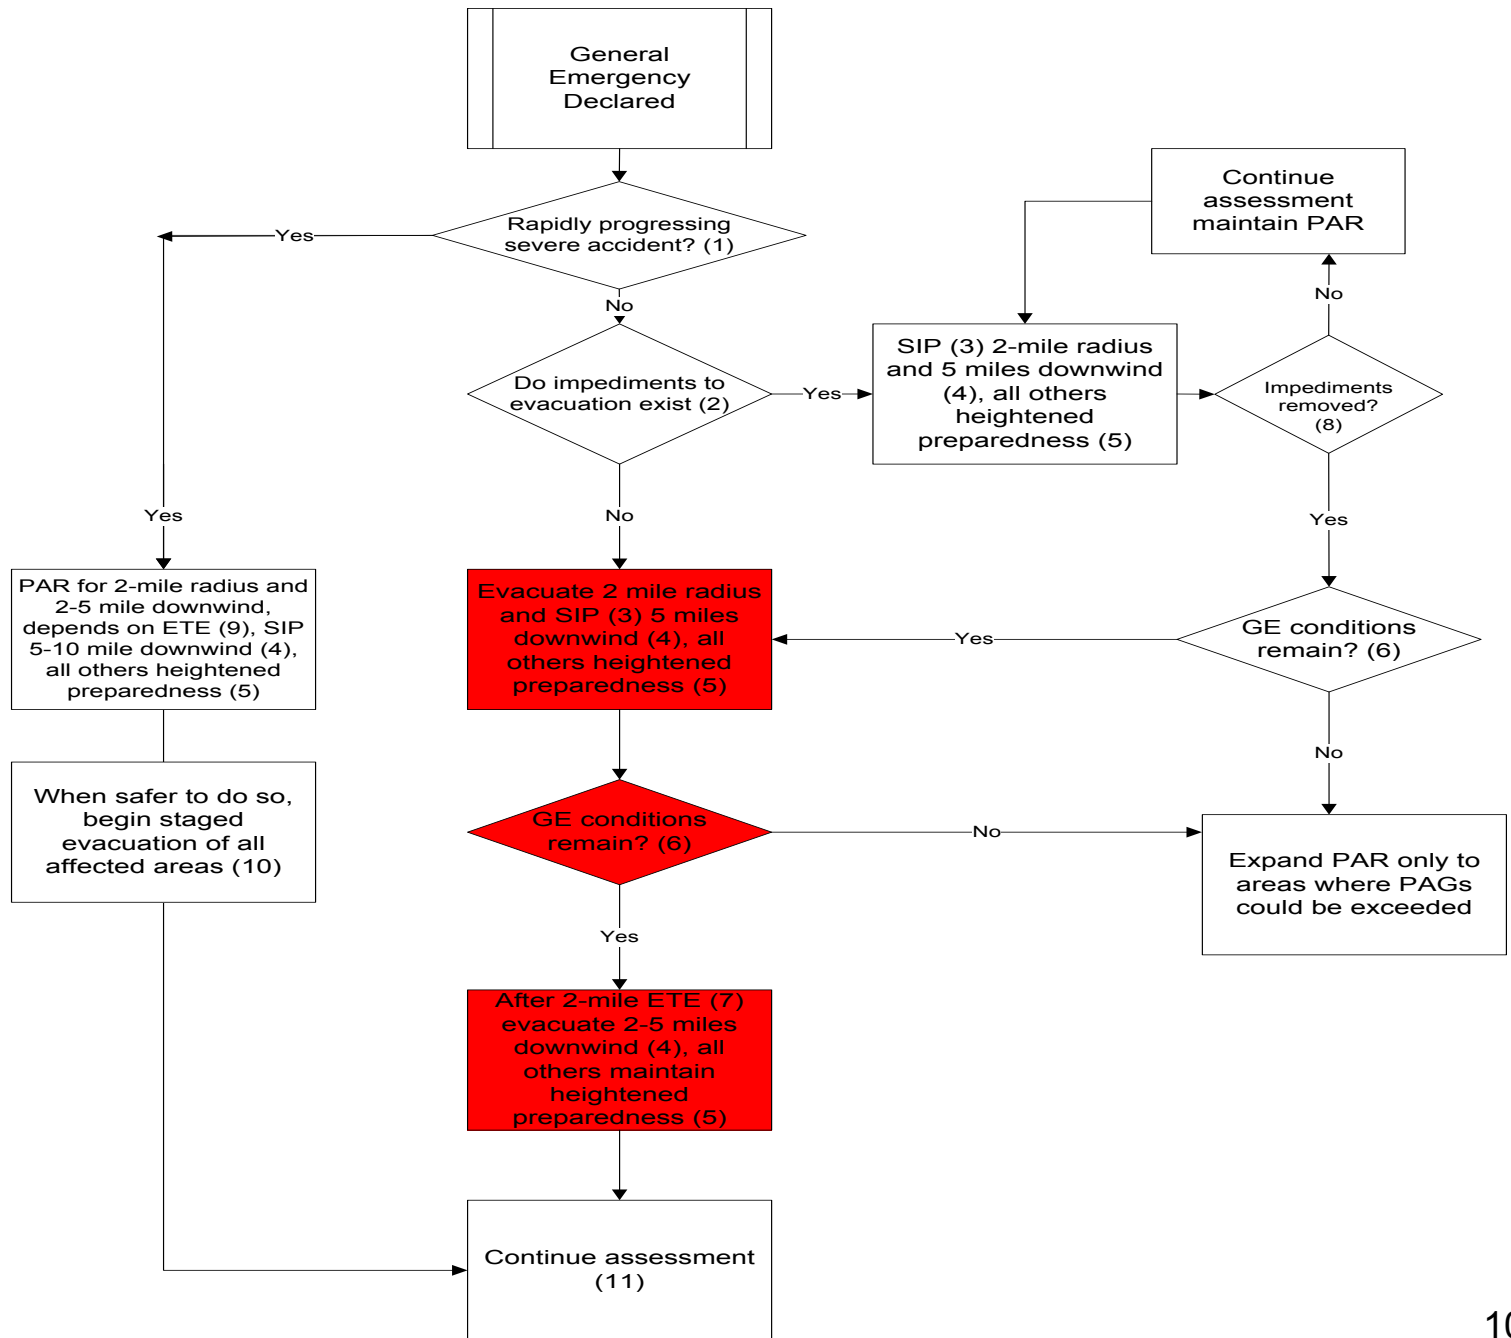 General
Emergency
Declared
Rapidly progressing
severe accident? (1)
Yes
No
Continue
assessment
maintain PAR
No
Do impediments to
evacuation exist (2)
Yes
SIP (3) 2-mile radius
and 5 miles downwind
(4), all others
heightened
preparedness (5)
Impediments
removed?
(8)
Yes
No
Yes
PAR for 2-mile radius and
2-5 mile downwind,
depends on ETE (9), SIP
5-10 mile downwind (4),
all others heightened
preparedness (5)
Evacuate 2 mile radius
and SIP (3) 5 miles
downwind (4), all
others heightened
preparedness (5)
Yes
GE conditions
remain? (6)
No
When safer to do so,
begin staged
evacuation of all
affected areas (10)
GE conditions
remain? (6)
No
Expand PAR only to
areas where PAGs
could be exceeded
Yes
After 2-mile ETE (7)
evacuate 2-5 miles
downwind (4), all
others maintain
heightened
preparedness (5)
Continue assessment
(11)